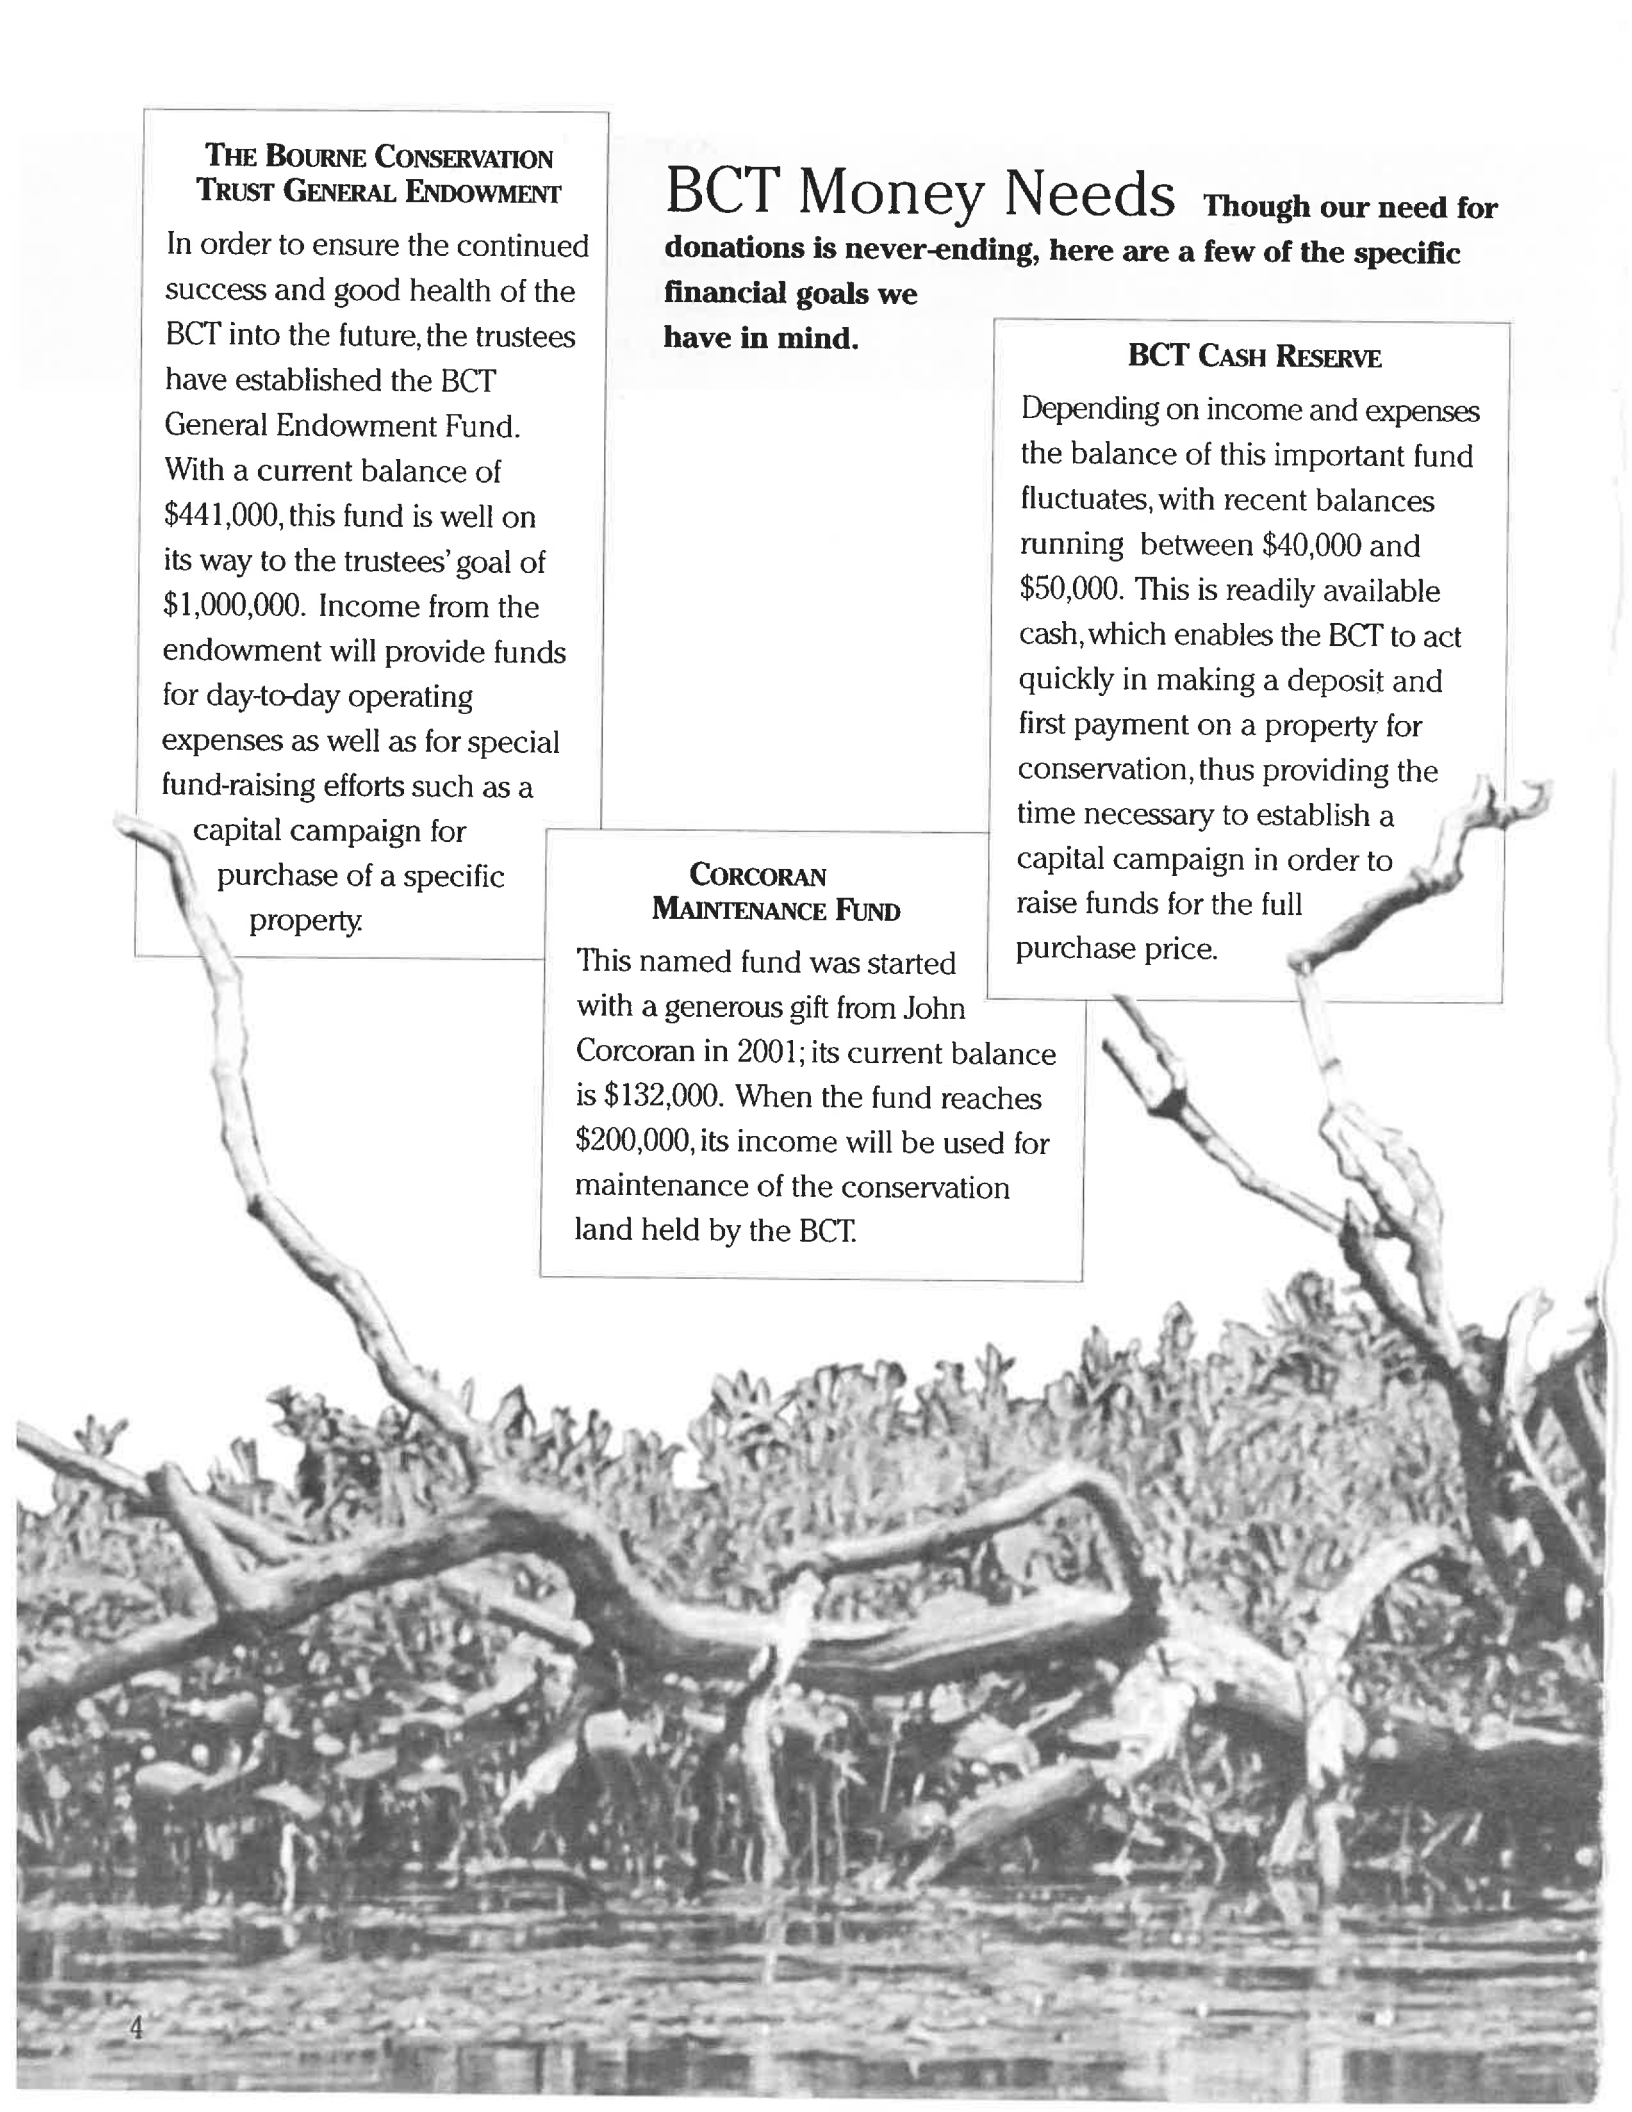 THE BOURNE CONSERVATION
TRUST GENERAL ENDOWMENT
In order to ensure the continued
success and good health of the
BCT into the future, the trustees
have established the BCT
General Endowment Fund.
With a current balance of
$441,000, this fund is well on
its way to the trustees' goal of
$1,000,000. Income from the
endowment will provide funds
for day-to-day operating
expenses as well as for special
fund-raising efforts such as a
capital campaign for
purchase of a specific
property.
BCT Money Needs Though our need for
donations is never-ending, here are a few of the specific
financial goals we
have in mind.
CORCORAN
MAINTENANCE FUND
This named fund was started
with a generous gift from John
Corcoran in 2001; its current balance
is $132,000. When the fund reaches
$200,000, its income will be used for
maintenance of the conservation
land held by the BCT.
BCT CASH RESERVE
Depending on income and expenses
the balance of this important fund
fluctuates, with recent balances
running between $40,000 and
$50,000. This is readily available
cash, which enables the BCT to act
quickly in making a deposit and
first payment on a property for
conservation, thus providing the
time necessary to establish a
capital campaign in order to
raise funds for the full
purchase price.
4